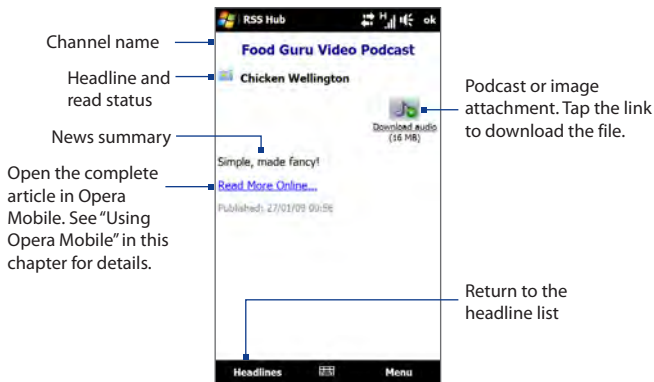 RSS Hub
H
ok
Channel name
Food Guru Video Podcast
Headline and
read status
Chicken Wellington
Podcast or image
attachment. Tap the link
to download the file.
Download audio
(16 MB)
News summary
Simple, made fancy!
Open the complete
article in Opera
Mobile. See “Using
Opera Mobile” in this
chapter for details.
Read More Online...
Published: 27/01/09 00:56
Return to the
headline list
Headlines
Menu